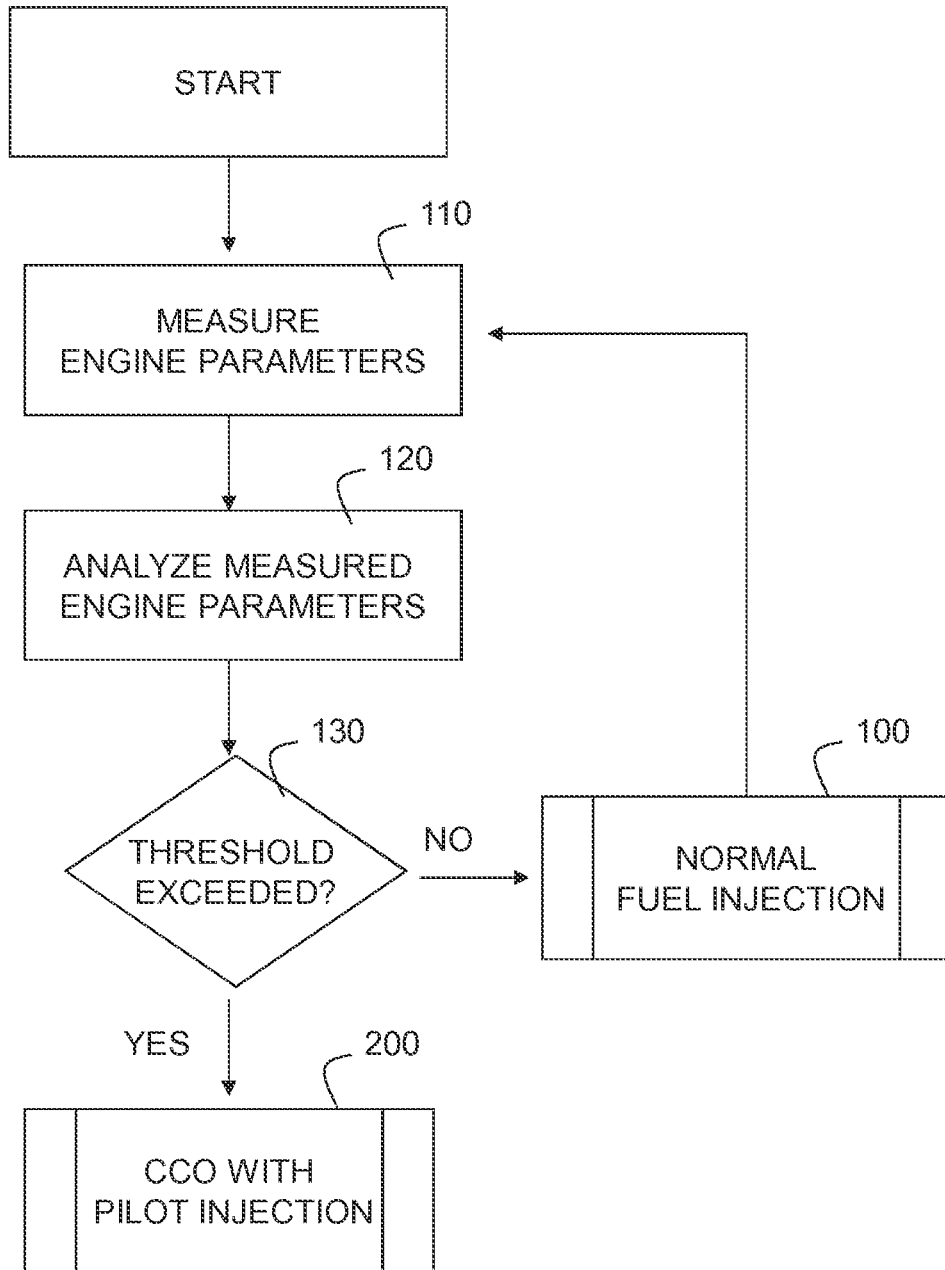 START
110
MEASURE
ENGINE PARAMETERS
120
ANALYZE MEASURED
ENGINE PARAMETERS
130
THRESHOLD
EXCEEDED?
NO
100
NORMAL
FUEL INJECTION
YES
200
CCO WITH
PILOT INJECTION